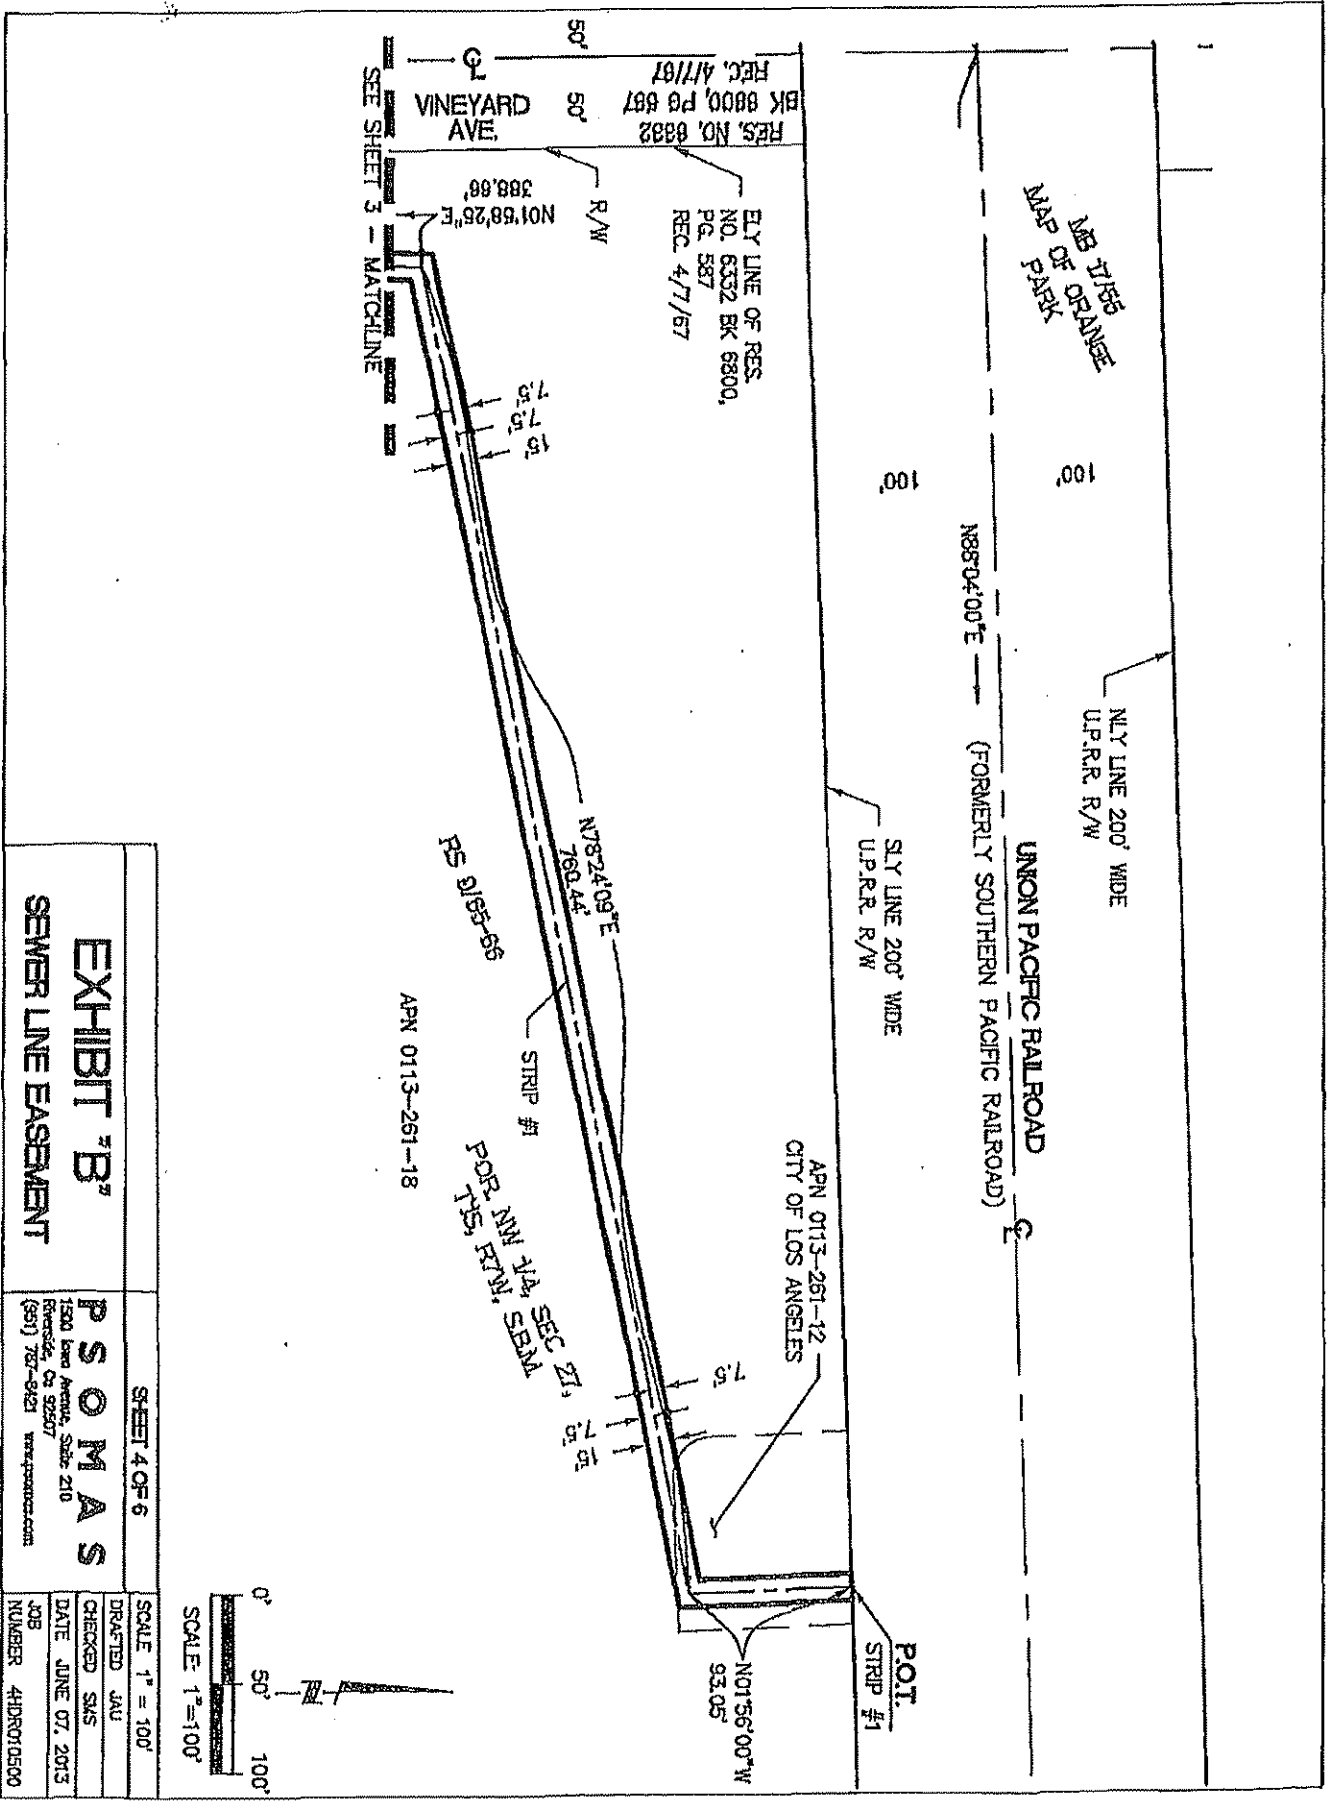 50'
℄
VINEYARD
AVE.
50'
RES. NO. 6332
BK 6800, PG 587
REC. 4/7/67
SEE SHEET 3 - MATCHLINE
N01°58'25"E
388.66'
R/W
ELY LINE OF RES.
NO. 6332 BK 6800,
PG. 587
REC. 4/7/67
MB 17/65
MAP OF ORANGE
PARK
100'
100'
N88°04'00"E
UNION PACIFIC RAILROAD
(FORMERLY SOUTHERN PACIFIC RAILROAD)
℄
NLY LINE 200' WIDE
U.P.R.R. R/W
SLY LINE 200' WIDE
U.P.R.R. R/W
7.5'
7.5'
15'
N78°24'09"E
760.44'
RS 9/65-66
STRIP #1
APN 0113-261-18
POR. NW 1/4, SEC 27,
T1S, R7W, S.B.M.
APN 0113-261-12
CITY OF LOS ANGELES
7.5'
7.5'
15'
P.O.T.
STRIP #1
N01°56'00"W
93.05'
0' 50' 100'
SCALE: 1"=100'
EXHIBIT "B"
SEWER LINE EASEMENT
SHEET 4 OF 6
PSOMAS
1500 Iowa Avenue, Suite 210
Riverside, Ca 92507
(951) 787-8421 www.psomas.com
SCALE 1" = 100'
DRAFTED JAU
CHECKED SMS
DATE JUNE 07, 2013
JOB
NUMBER 4HDR010500